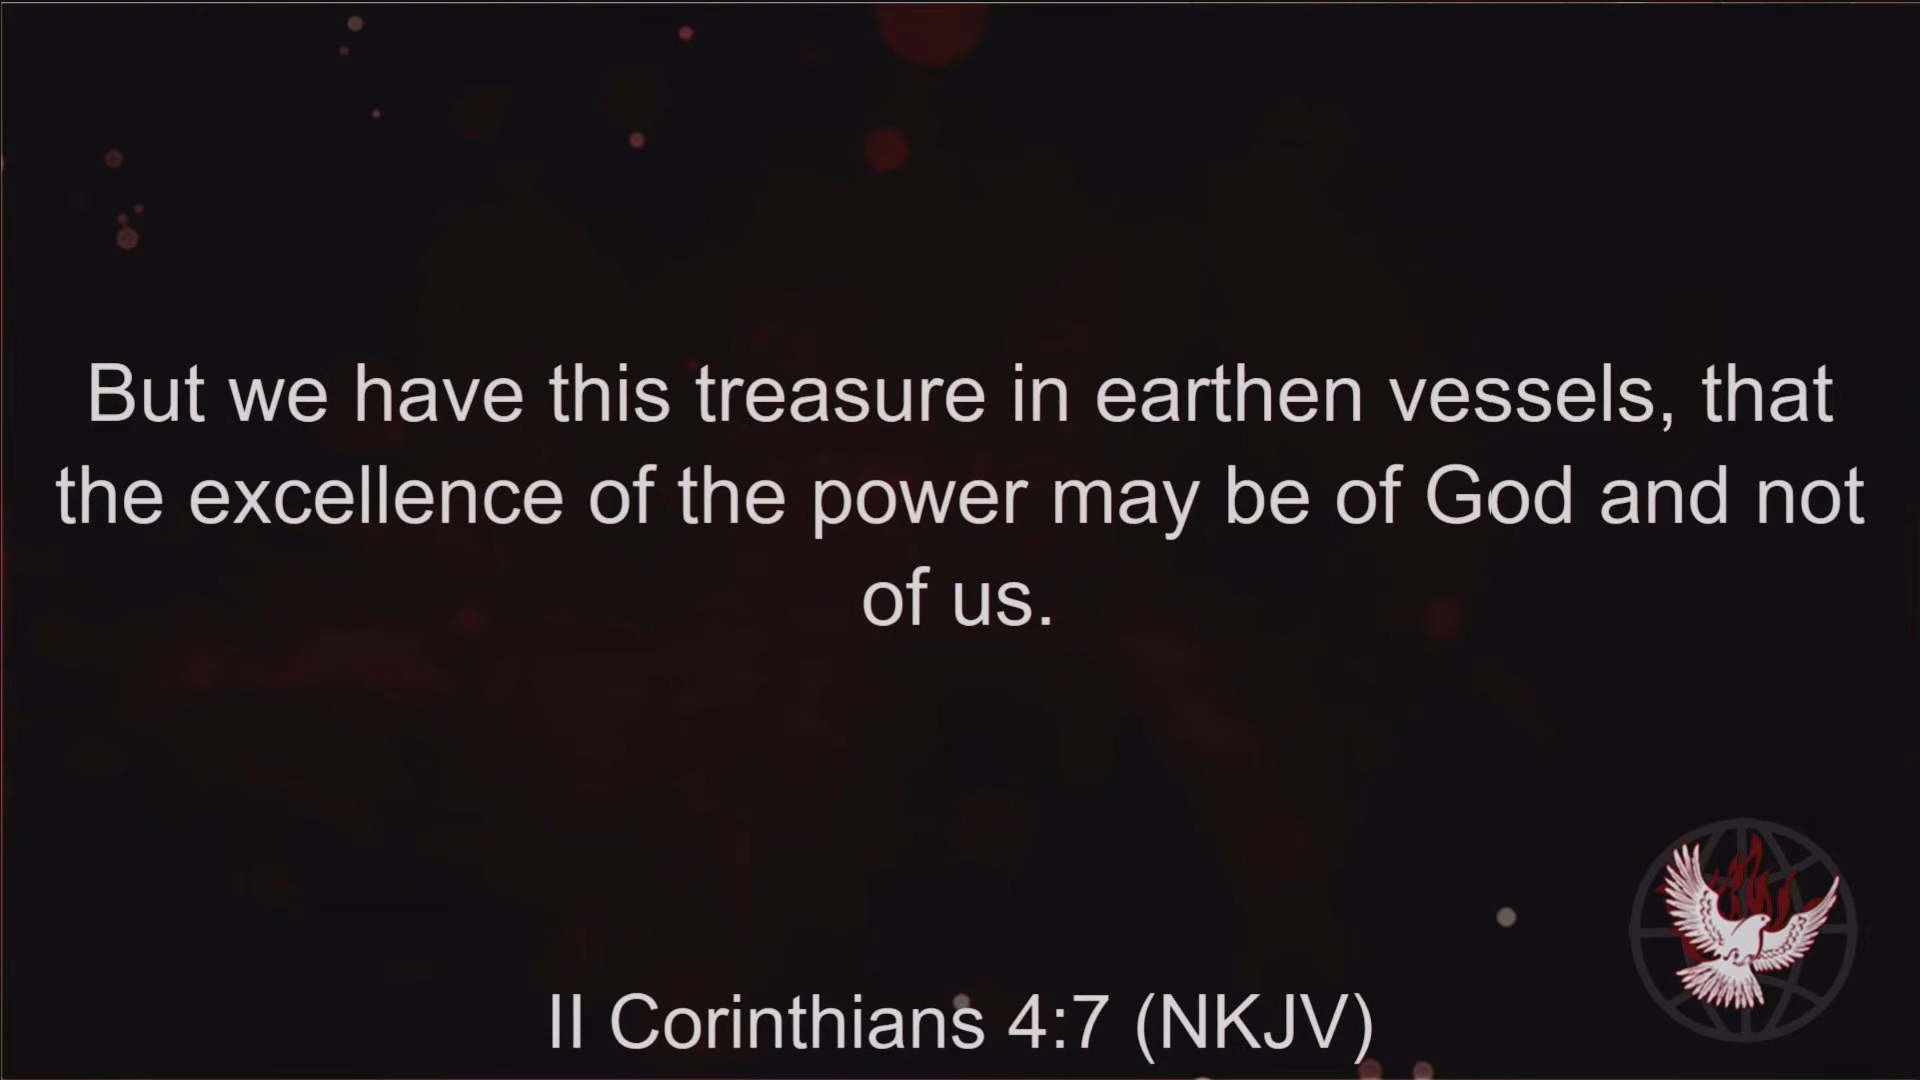 But we have this treasure in earthen vessels, that
the excellence of the power may be of God and not
of us.
II Corinthians 4:7 (NKJV)